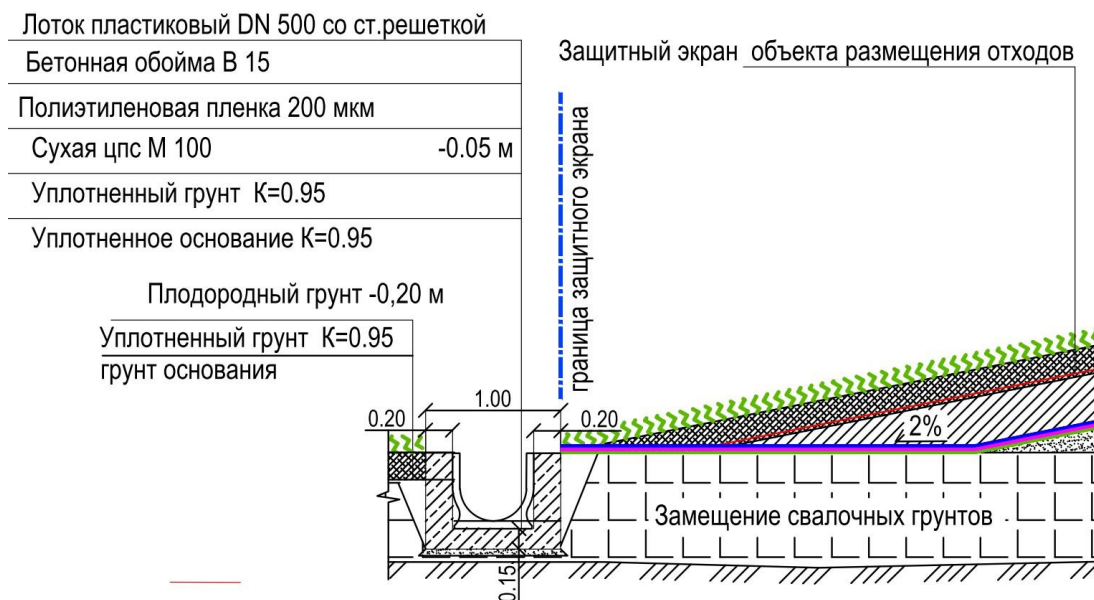 Лоток пластиковый DN 500 со ст.решеткой
Бетонная обойма В 15
Полиэтиленовая пленка 200 мкм
Сухая цпс М 100 -0.05 м
Уплотненный грунт К=0.95
Уплотненное основание К=0.95
Плодородный грунт -0,20 м
Уплотненный грунт К=0.95
грунт основания
Защитный экран объекта размещения отходов
граница защитного экрана
1.00
0.20
0.20
2%
Замещение свалочных грунтов
0.15